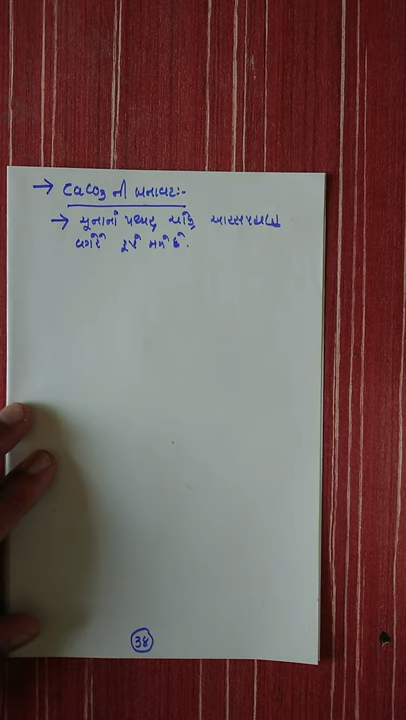 → CaCO3 ની બનાવટ:-
→ ચૂનાનો પથ્થર, ચોક, આરસપહાણ
વગેરે રૂપે મળે છે.
38